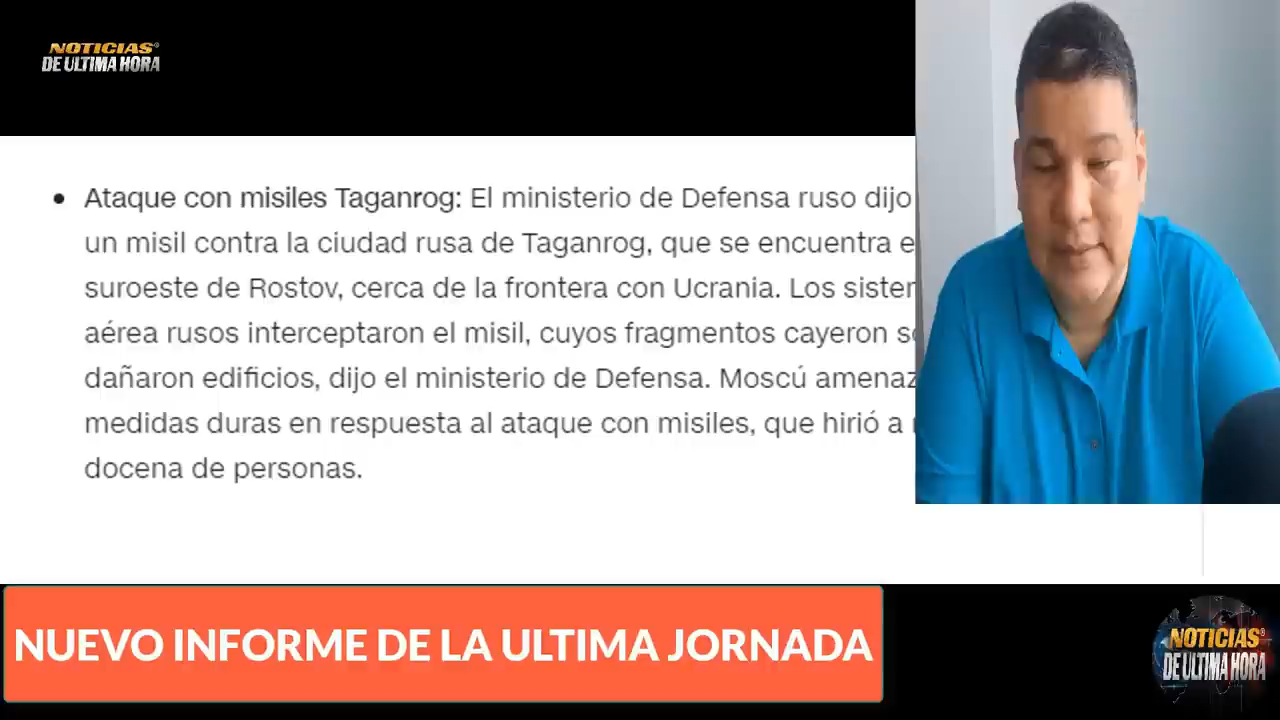 NOTICIAS®
DE ULTIMA HORA
• Ataque con misiles Taganrog: El ministerio de Defensa ruso dijo
un misil contra la ciudad rusa de Taganrog, que se encuentra
suroeste de Rostov, cerca de la frontera con Ucrania. Los
aérea rusos interceptaron el misil, cuyos fragmentos cayeron
dañaron edificios, dijo el ministerio de Defensa. Moscú
medidas duras en respuesta al ataque con misiles, que hirió a
docena de personas.
NUEVO INFORME DE LA ULTIMA JORNADA
NOTICIAS®
DE ULTIMA HORA